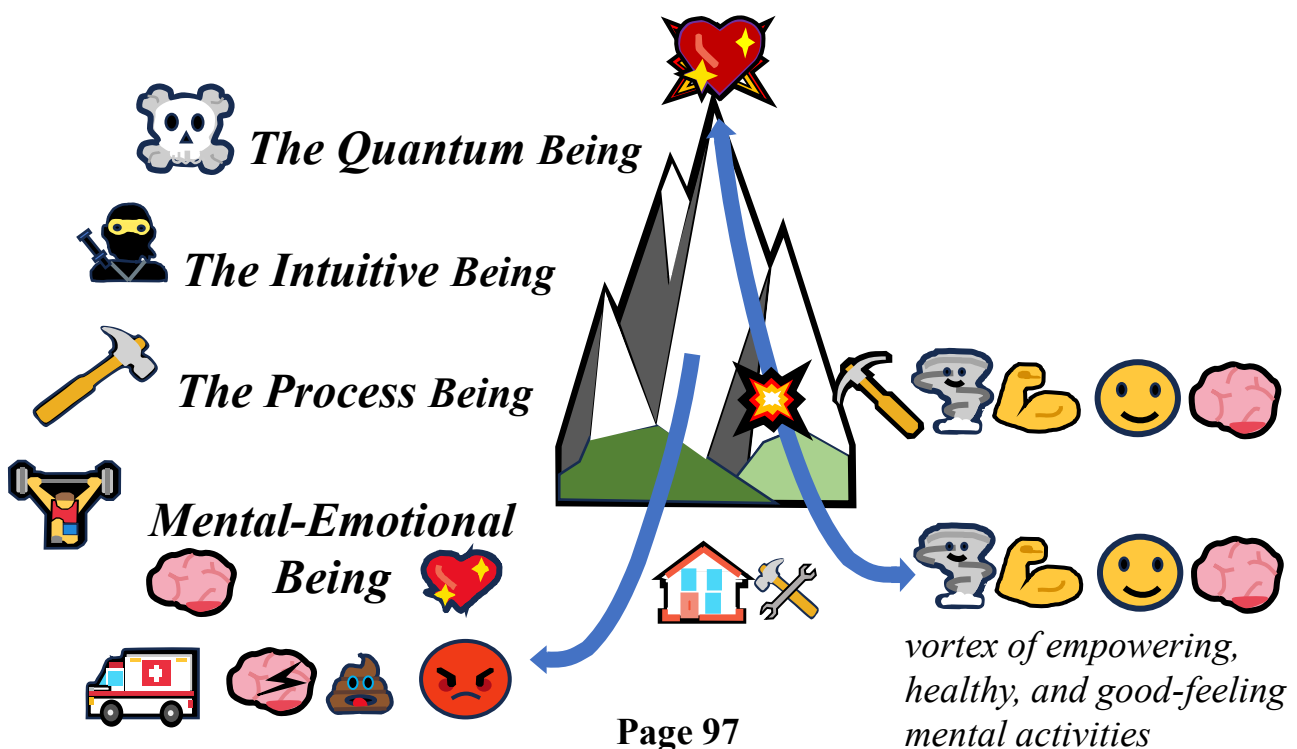 The Quantum Being
The Intuitive Being
The Process Being
Mental-Emotional
Being
vortex of empowering,
healthy, and good-feeling
mental activities
Page 97